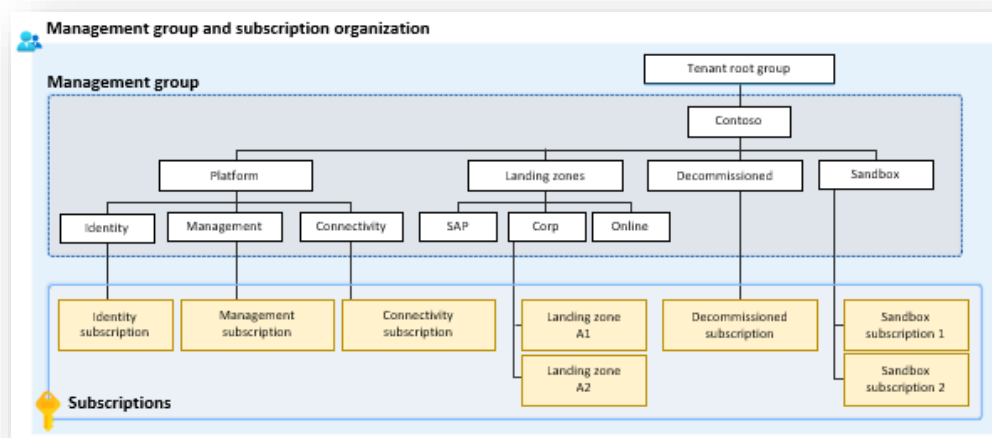 Management group and subscription organization
Management group
Tenant root group
Contoso
Platform
Landing zones
Decommissioned
Sandbox
Identity
Management
Connectivity
SAP
Corp
Online
Identity
subscription
Management
subscription
Connectivity
subscription
Landing zone
A1
Decommissioned
subscription
Sandbox
subscription 1
Landing zone
A2
Sandbox
subscription 2
Subscriptions